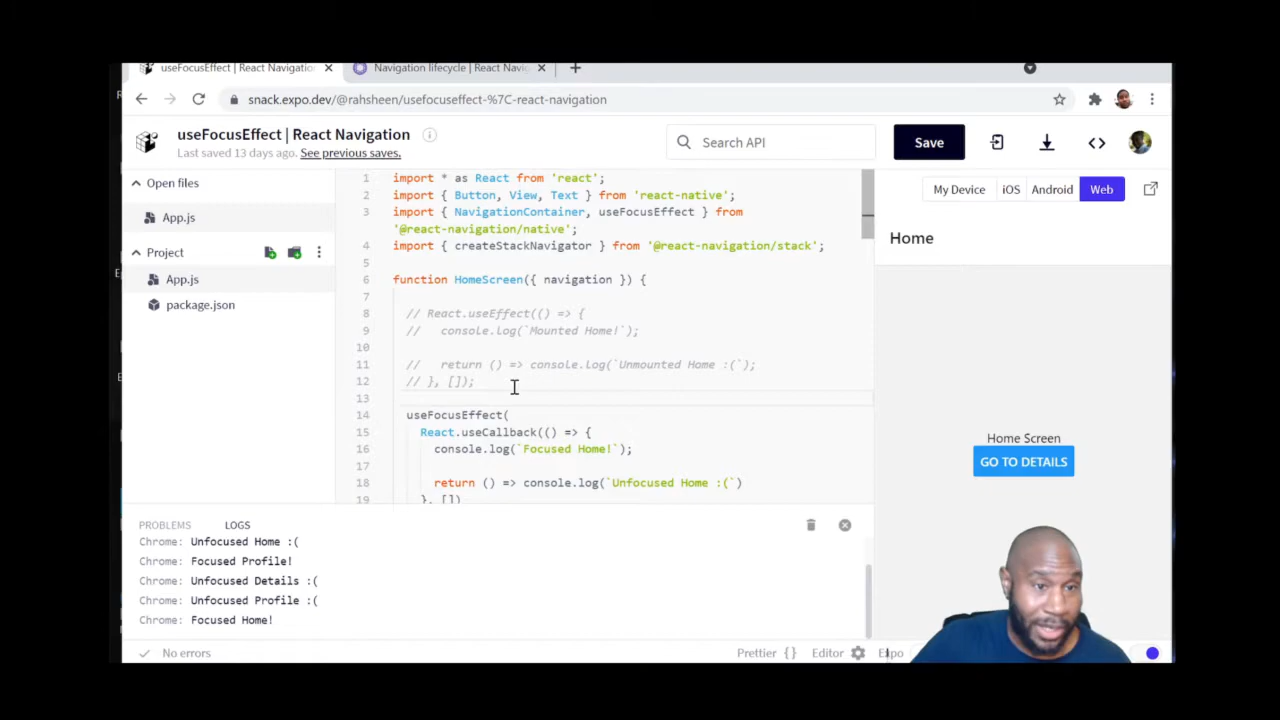 useFocusEffect | React Navigation
Navigation lifecycle | React Navig
snack.expo.dev/@rahsheen/usefocuseffect-%7C-react-navigation
useFocusEffect | React Navigation
Last saved 13 days ago. See previous saves.
Search API
Save
Open files
App.js
Project
App.js
package.json
1 import * as React from 'react';
2 import { Button, View, Text } from 'react-native';
3 import { NavigationContainer, useFocusEffect } from
'@react-navigation/native';
4 import { createStackNavigator } from '@react-navigation/stack';
5
6 function HomeScreen({ navigation }) {
7
8 // React.useEffect(() => {
9 //   console.log(`Mounted Home!`);
10
11 //   return () => console.log(`Unmounted Home :(`);
12 // }, []);
13
14 useFocusEffect(
15 React.useCallback(() => {
16 console.log(`Focused Home!`);
17
18 return () => console.log(`Unfocused Home :(`)
19 }, [])
My Device
iOS
Android
Web
Home
Home Screen
GO TO DETAILS
PROBLEMS
LOGS
Chrome: Unfocused Home :(
Chrome: Focused Profile!
Chrome: Unfocused Details :(
Chrome: Unfocused Profile :(
Chrome: Focused Home!
No errors
Prettier {}
Editor
Expo